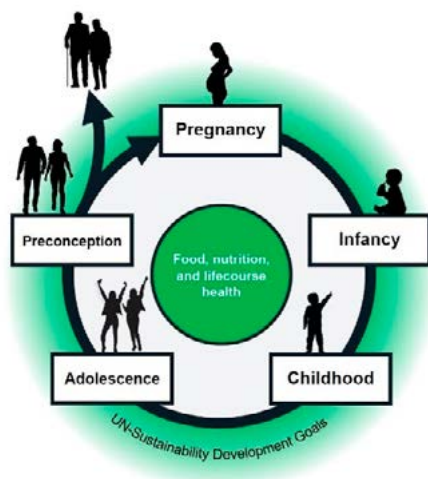 Pregnancy
Preconception
Infancy
Food, nutrition,
and lifecourse
health
Adolescence
Childhood
UN-Sustainability Development Goals